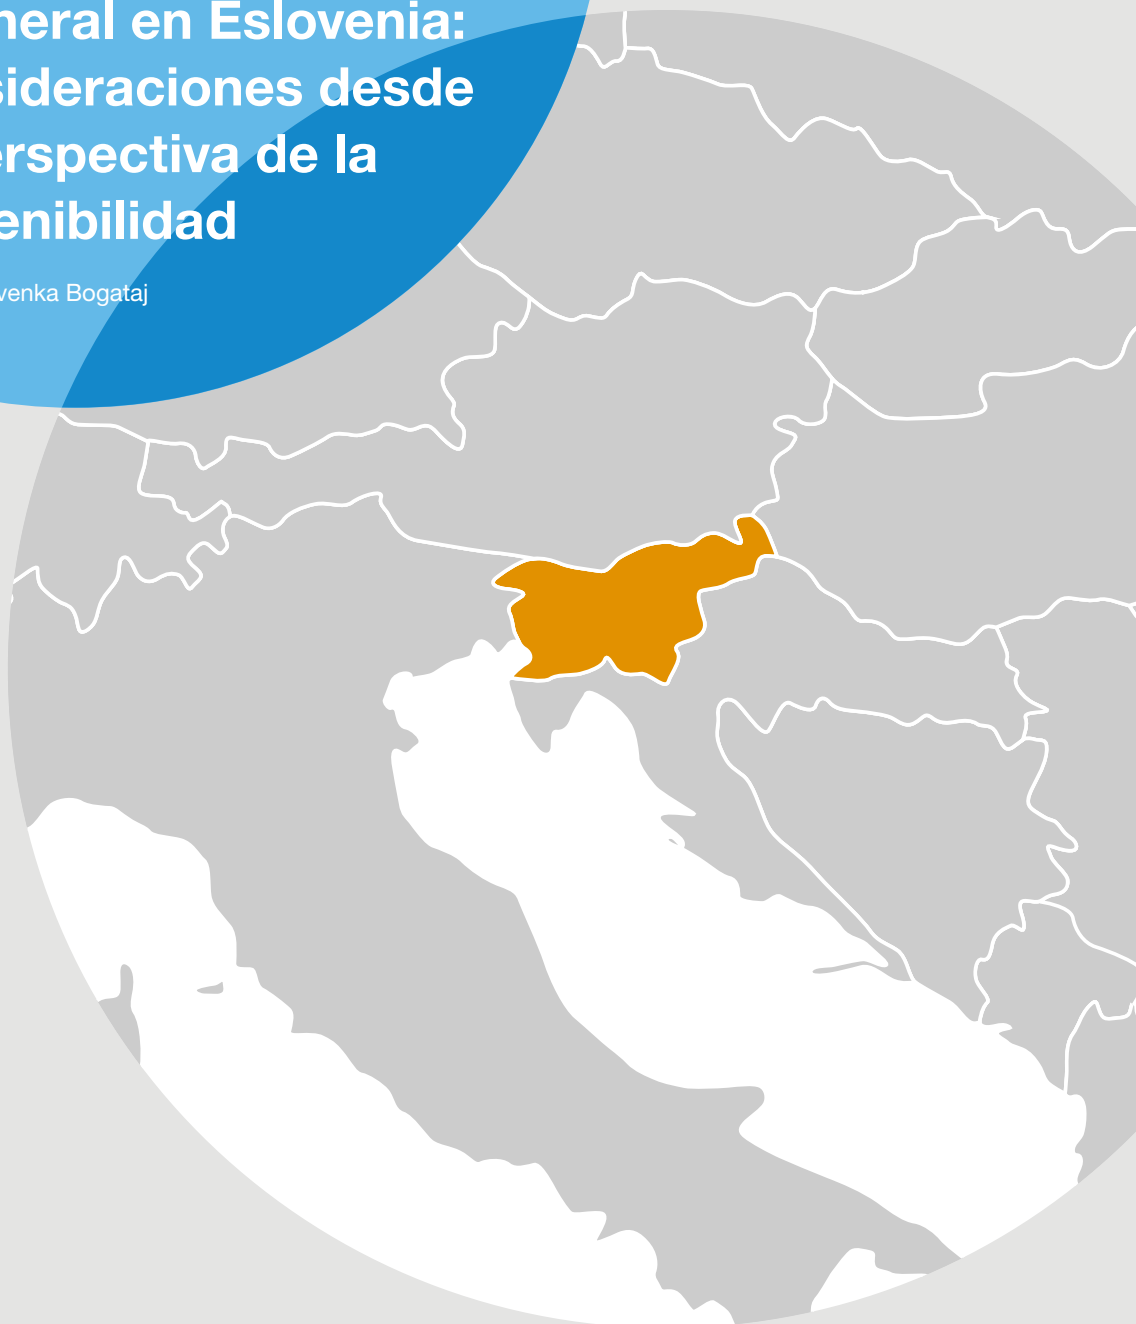 neral en Eslovenia:
sideraciones desde
erspectiva de la
enibilidad
venka Bogataj